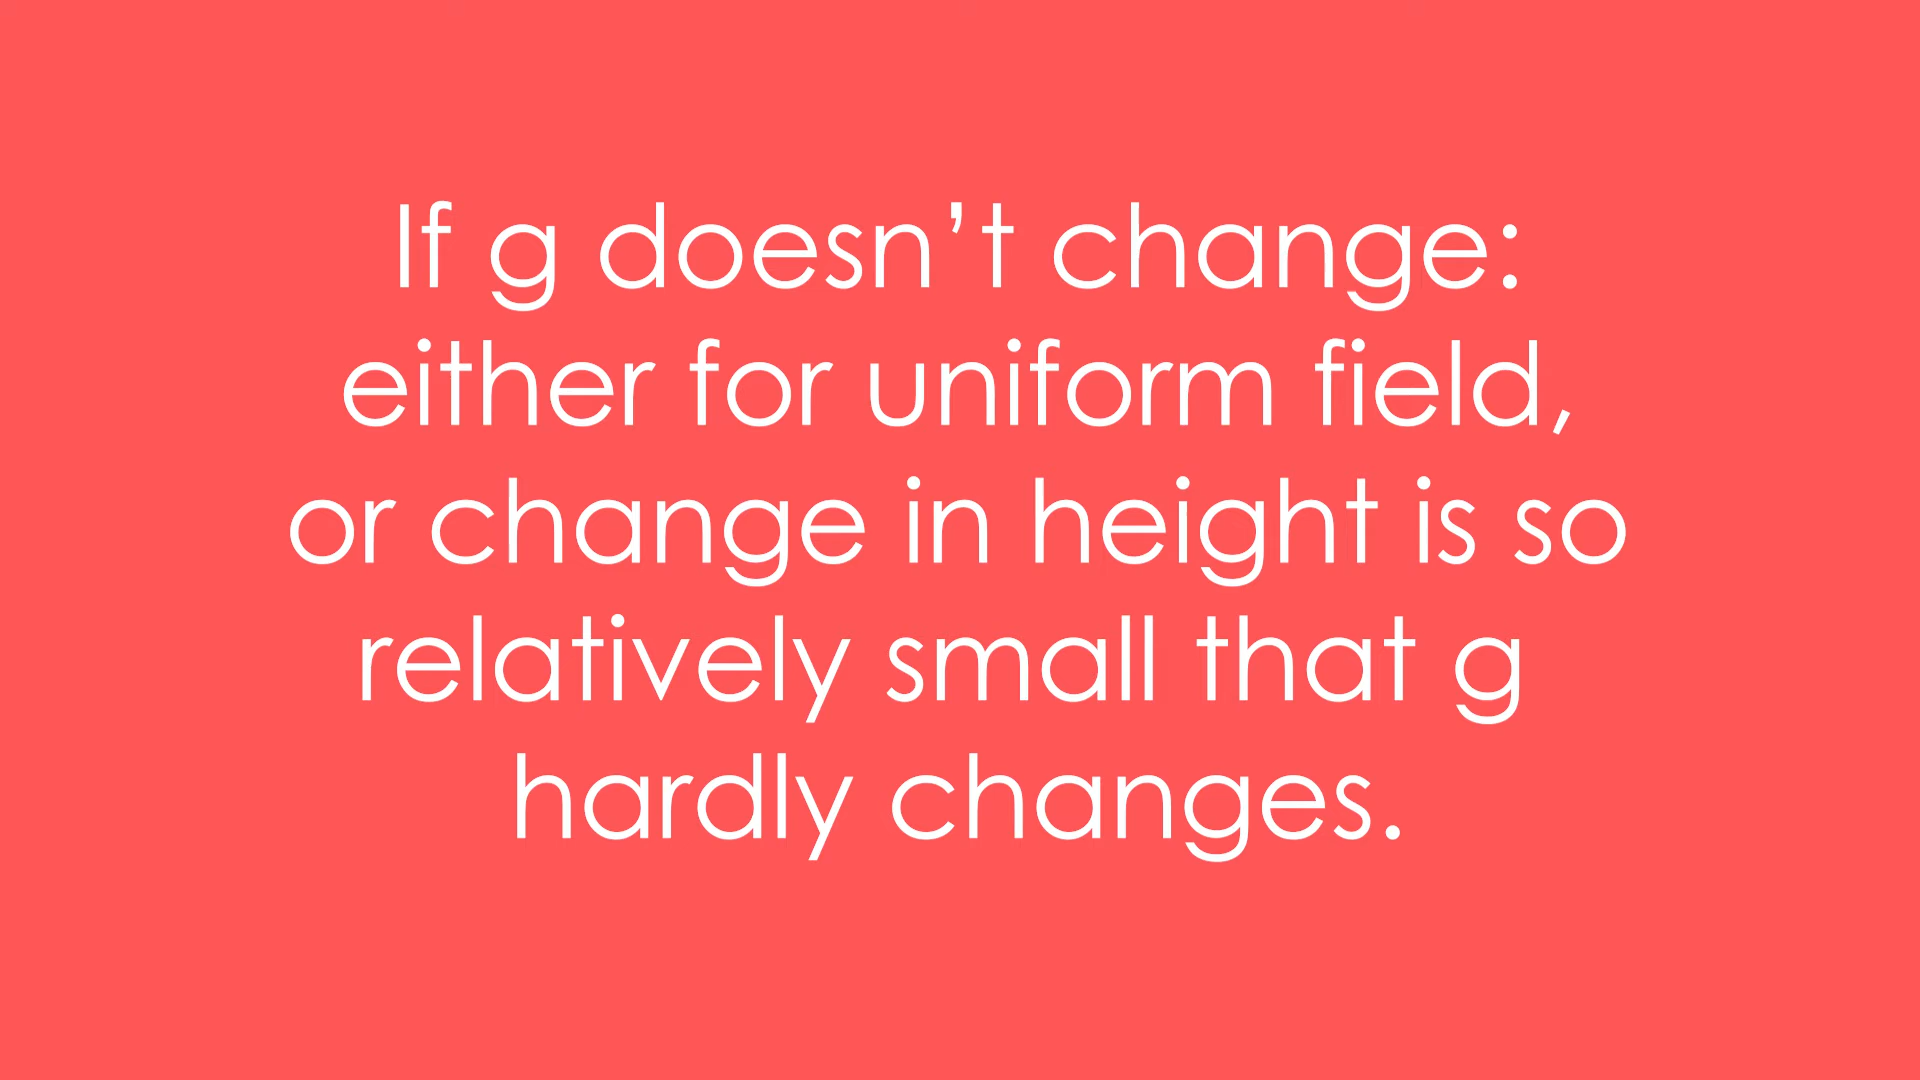 If g doesn’t change:
either for uniform field,
or change in height is so
relatively small that g
hardly changes.